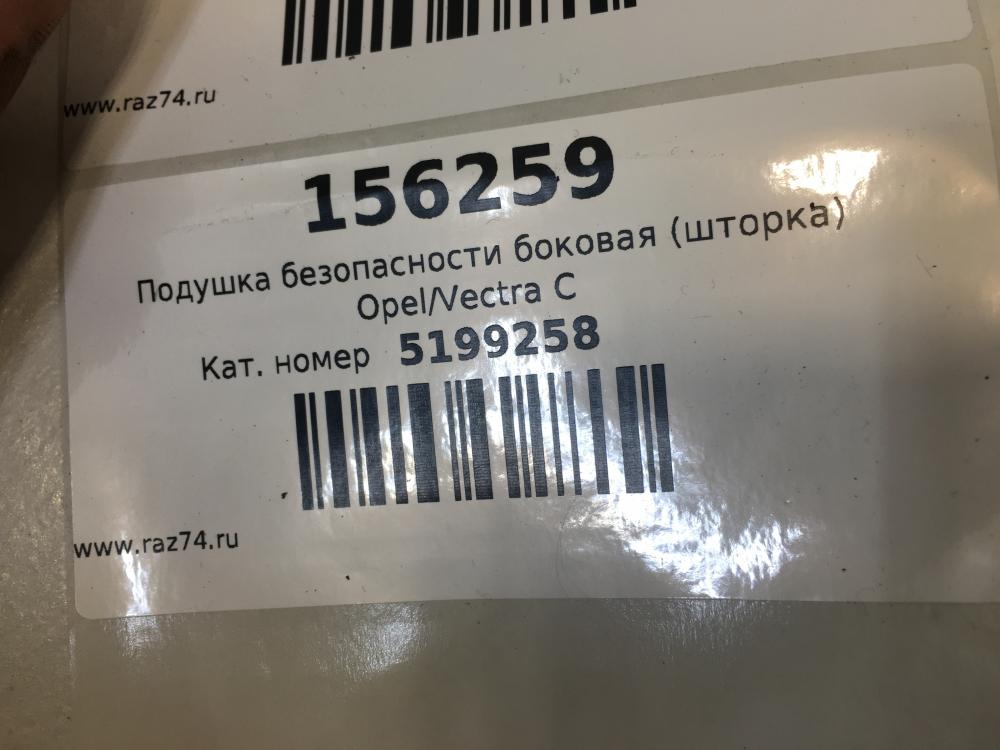 www.raz74.ru
156259
Подушка безопасности боковая (шторка)
Opel/Vectra C
Кат. номер 5199258
www.raz74.ru